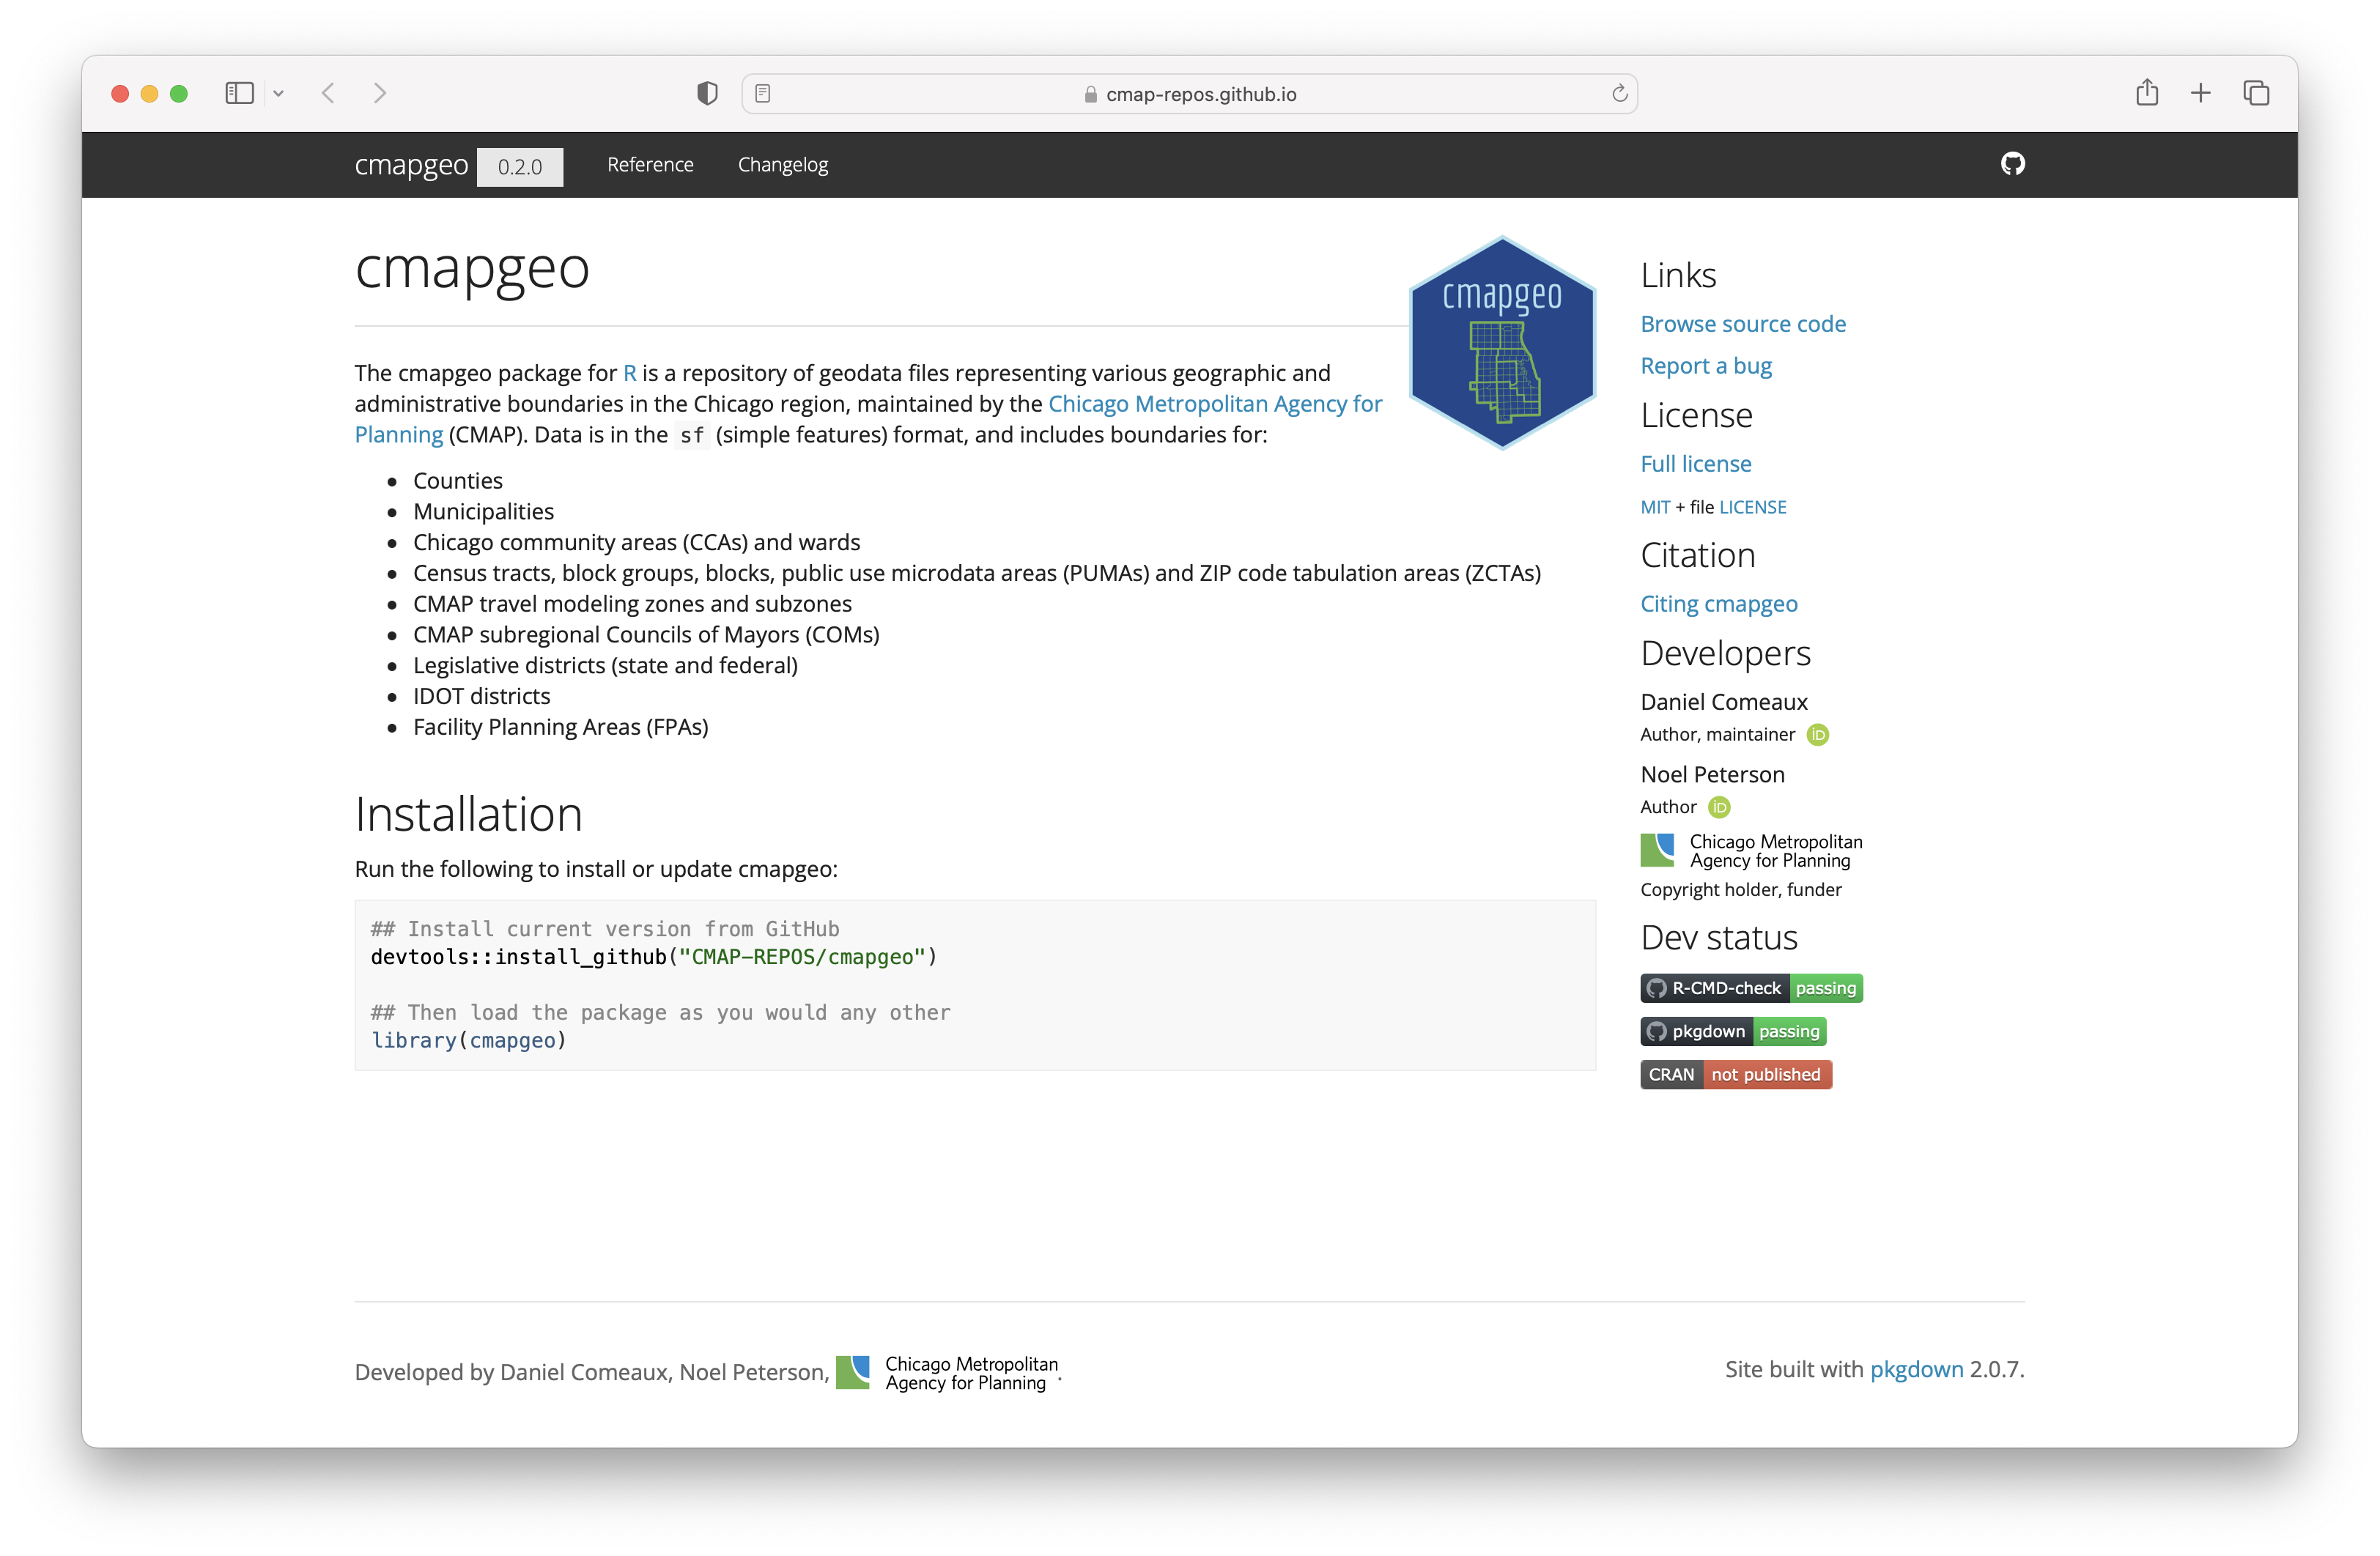 cmap-repos.github.io
cmapgeo 0.2.0 Reference Changelog
cmapgeo
cmapgeo
The cmapgeo package for R is a repository of geodata files representing various geographic and
administrative boundaries in the Chicago region, maintained by the Chicago Metropolitan Agency for
Planning (CMAP). Data is in the sf (simple features) format, and includes boundaries for:
• Counties
• Municipalities
• Chicago community areas (CCAs) and wards
• Census tracts, block groups, blocks, public use microdata areas (PUMAs) and ZIP code tabulation areas (ZCTAs)
• CMAP travel modeling zones and subzones
• CMAP subregional Councils of Mayors (COMs)
• Legislative districts (state and federal)
• IDOT districts
• Facility Planning Areas (FPAs)
Installation
Run the following to install or update cmapgeo:
## Install current version from GitHub
devtools::install_github("CMAP-REPOS/cmapgeo")
## Then load the package as you would any other
library(cmapgeo)
Links
Browse source code
Report a bug
License
Full license
MIT + file LICENSE
Citation
Citing cmapgeo
Developers
Daniel Comeaux
Author, maintainer iD
Noel Peterson
Author iD
Chicago Metropolitan
Agency for Planning
Copyright holder, funder
Dev status
R-CMD-check passing
pkgdown passing
CRAN not published
Developed by Daniel Comeaux, Noel Peterson, Chicago Metropolitan
Agency for Planning.
Site built with pkgdown 2.0.7.